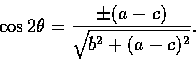 cos 2θ = ±(a − c) / √(b² + (a − c)²).